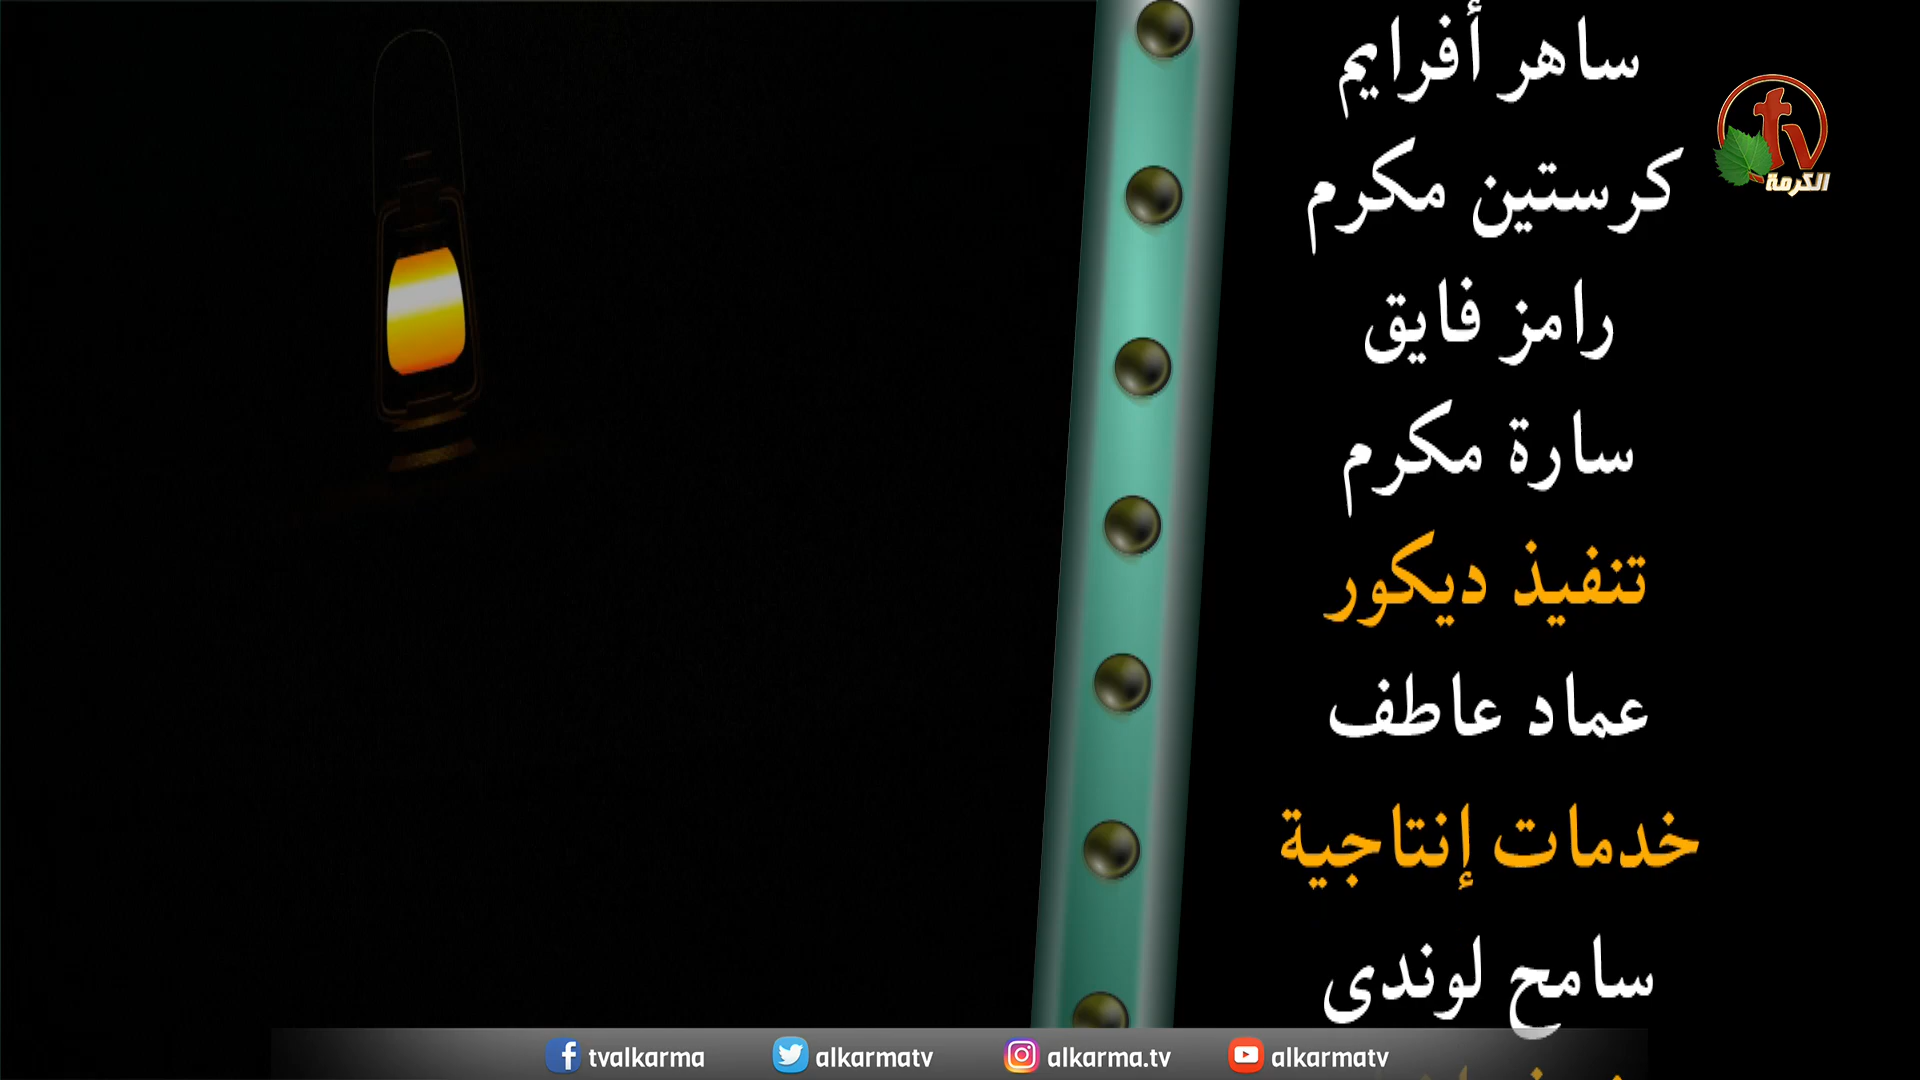 ساهر أفرايم
كرستين مكرم
رامز فايق
سارة مكرم
تنفيذ ديكور
عماد عاطف
خدمات إنتاجية
سامح لوندى
tv
الكرمة
tvalkarma
alkarmatv
alkarma.tv
alkarmatv